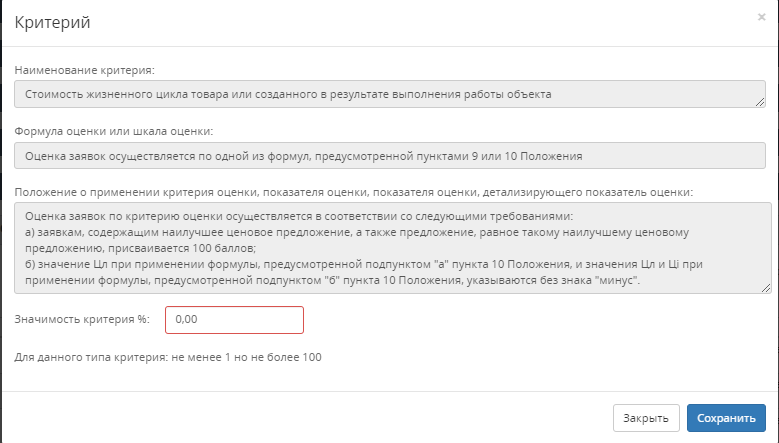 Критерий
×
Наименование критерия:
Стоимость жизненного цикла товара или созданного в результате выполнения работы объекта
Формула оценки или шкала оценки:
Оценка заявок осуществляется по одной из формул, предусмотренной пунктами 9 или 10 Положения
Положение о применении критерия оценки, показателя оценки, показателя оценки, детализирующего показатель оценки:
Оценка заявок по критерию оценки осуществляется в соответствии со следующими требованиями:
а) заявкам, содержащим наилучшее ценовое предложение, а также предложение, равное такому наилучшему ценовому
предложению, присваивается 100 баллов;
б) значение Цл при применении формулы, предусмотренной подпунктом "а" пункта 10 Положения, и значения Цл и Цi при
применении формулы, предусмотренной подпунктом "б" пункта 10 Положения, указываются без знака "минус".
Значимость критерия %: 0,00
Для данного типа критерия: не менее 1 но не более 100
Закрыть Сохранить